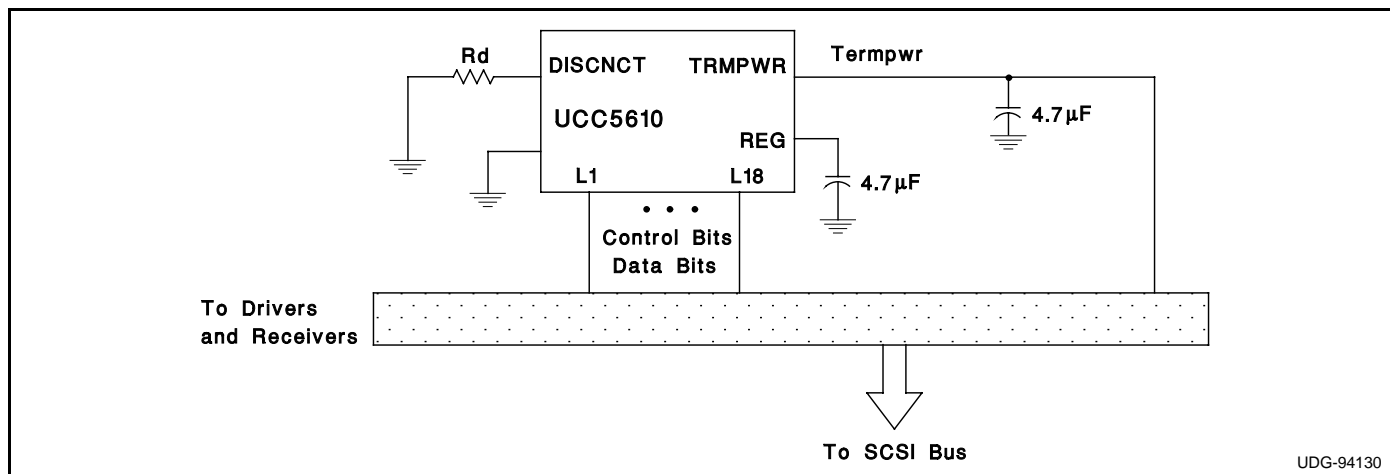 Rd
DISCNCT
TRMPWR
Termpwr
UCC5610
4.7µF
REG
L1
L18
4.7µF
• • •
Control Bits
Data Bits
To Drivers
and Receivers
To SCSI Bus
UDG-94130